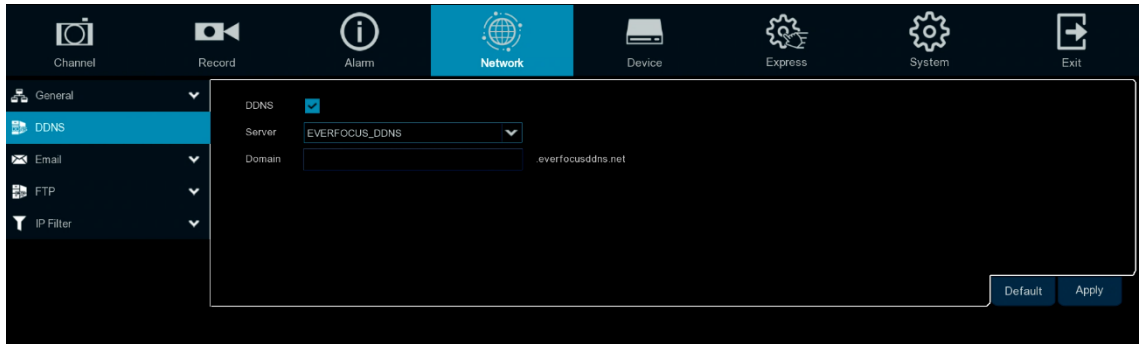 Channel Record Alarm Network Device Express System Exit
General
DDNS
Email
FTP
IP Filter
DDNS
Server EVERFOCUS_DDNS
Domain .everfocusddns.net
Default Apply